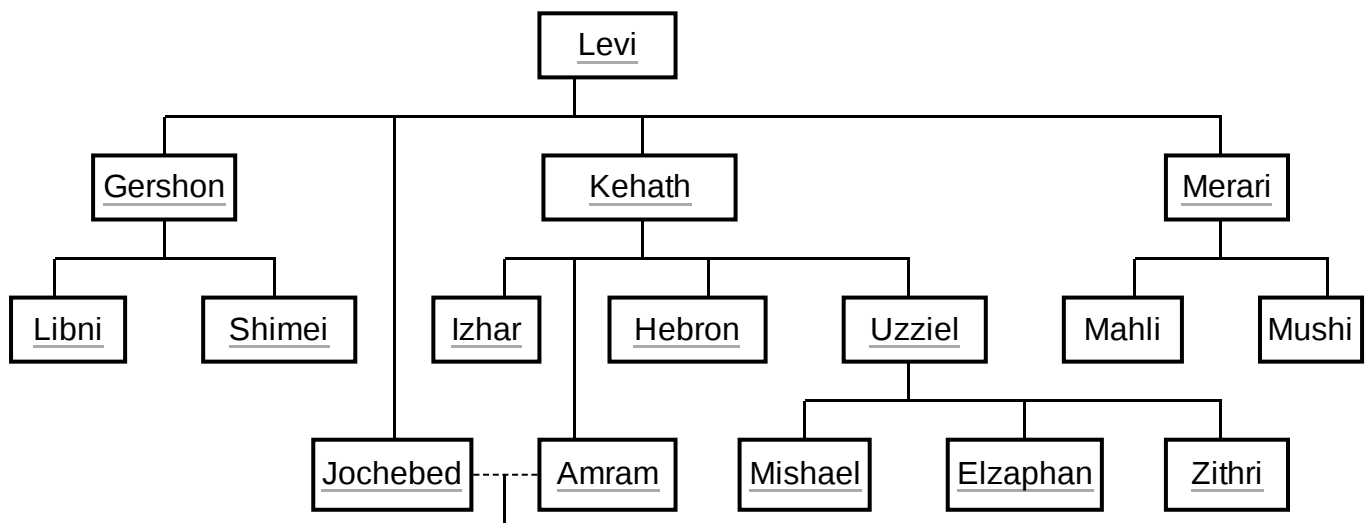 Levi
Gershon
Kehath
Merari
Libni
Shimei
Izhar
Hebron
Uzziel
Mahli
Mushi
Jochebed
Amram
Mishael
Elzaphan
Zithri